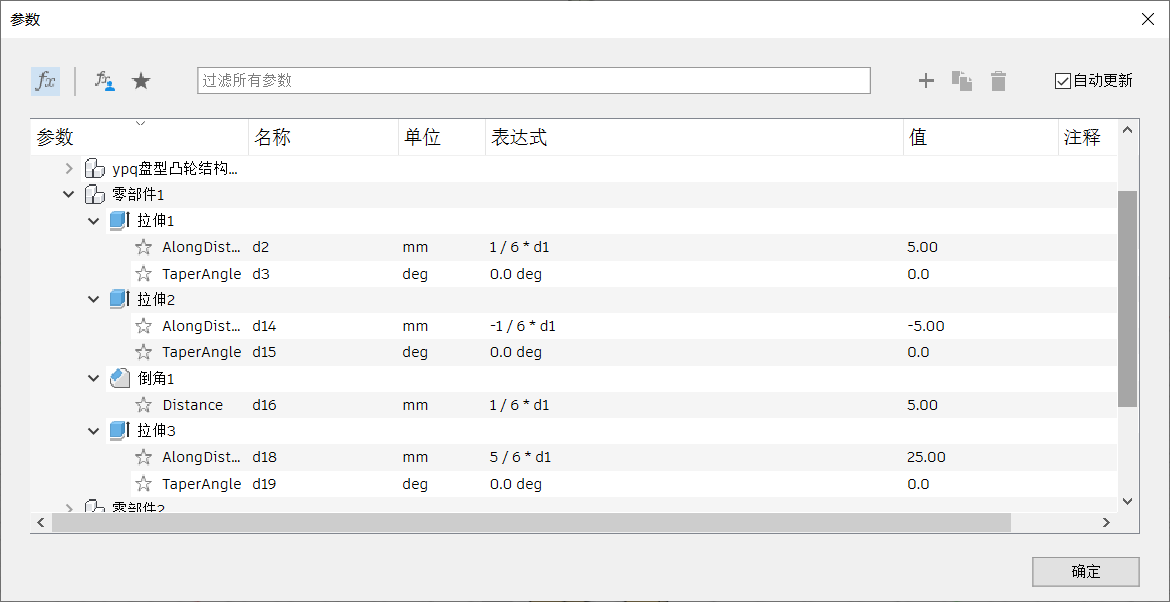 参数
fx fx 过滤所有参数 自动更新
参数 名称 单位 表达式 值 注释
ypq盘型凸轮结构...
零部件1
拉伸1
AlongDist... d2 mm 1 / 6 * d1 5.00
TaperAngle d3 deg 0.0 deg 0.0
拉伸2
AlongDist... d14 mm -1 / 6 * d1 -5.00
TaperAngle d15 deg 0.0 deg 0.0
倒角1
Distance d16 mm 1 / 6 * d1 5.00
拉伸3
AlongDist... d18 mm 5 / 6 * d1 25.00
TaperAngle d19 deg 0.0 deg 0.0
零部件2
确定